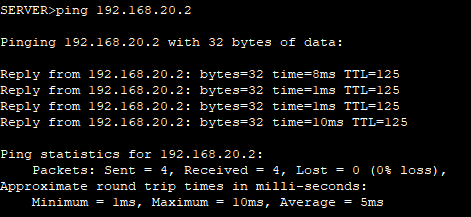 SERVER>ping 192.168.20.2
Pinging 192.168.20.2 with 32 bytes of data:
Reply from 192.168.20.2: bytes=32 time=8ms TTL=125
Reply from 192.168.20.2: bytes=32 time=1ms TTL=125
Reply from 192.168.20.2: bytes=32 time=1ms TTL=125
Reply from 192.168.20.2: bytes=32 time=10ms TTL=125
Ping statistics for 192.168.20.2:
Packets: Sent = 4, Received = 4, Lost = 0 (0% loss),
Approximate round trip times in milli-seconds:
Minimum = 1ms, Maximum = 10ms, Average = 5ms